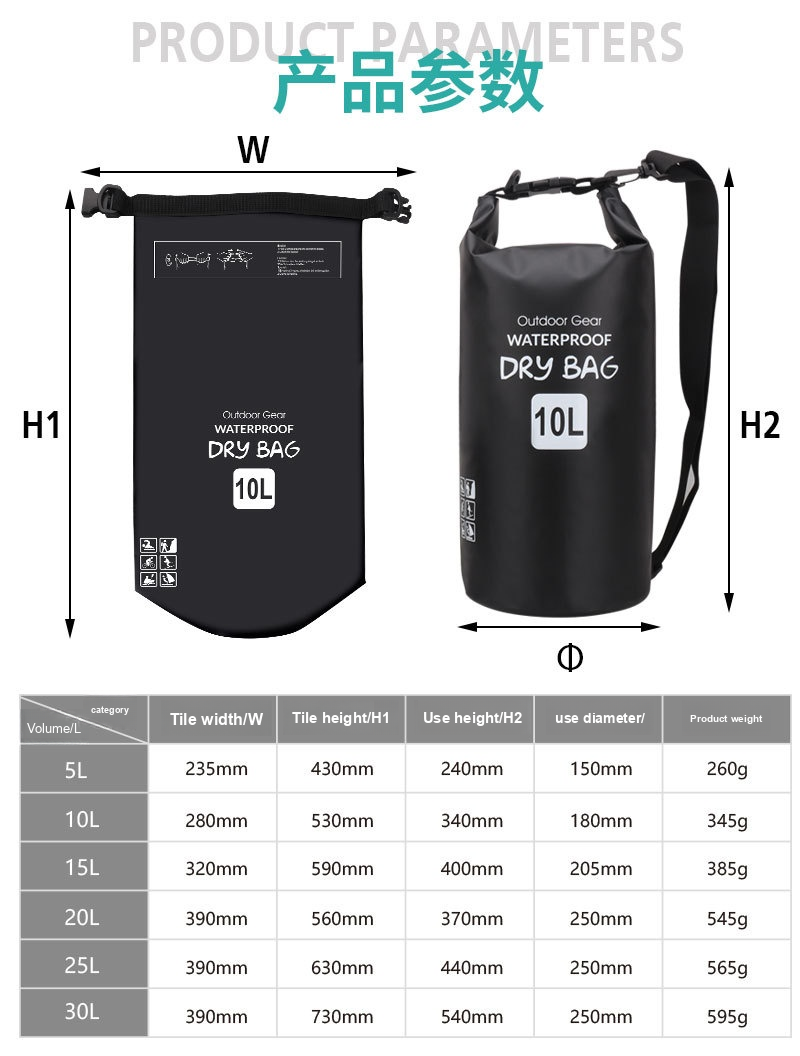 PRODUCT PARAMETERS
产品参数
W
H1
Outdoor Gear
WATERPROOF
DRY BAG
10L
Outdoor Gear
WATERPROOF
DRY BAG
10L
H2
Φ
category
Volume/L
Tile width/W Tile height/H1 Use height/H2 use diameter/ Product weight
5L 235mm 430mm 240mm 150mm 260g
10L 280mm 530mm 340mm 180mm 345g
15L 320mm 590mm 400mm 205mm 385g
20L 390mm 560mm 370mm 250mm 545g
25L 390mm 630mm 440mm 250mm 565g
30L 390mm 730mm 540mm 250mm 595g